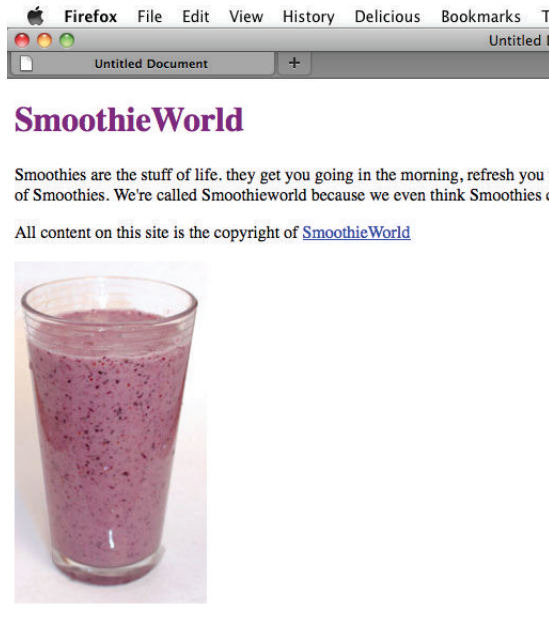 Firefox File Edit View History Delicious Bookmarks
Untitled
Untitled Document +
SmoothieWorld
Smoothies are the stuff of life. they get you going in the morning, refresh you
of Smoothies. We're called Smoothieworld because we even think Smoothies
All content on this site is the copyright of SmoothieWorld